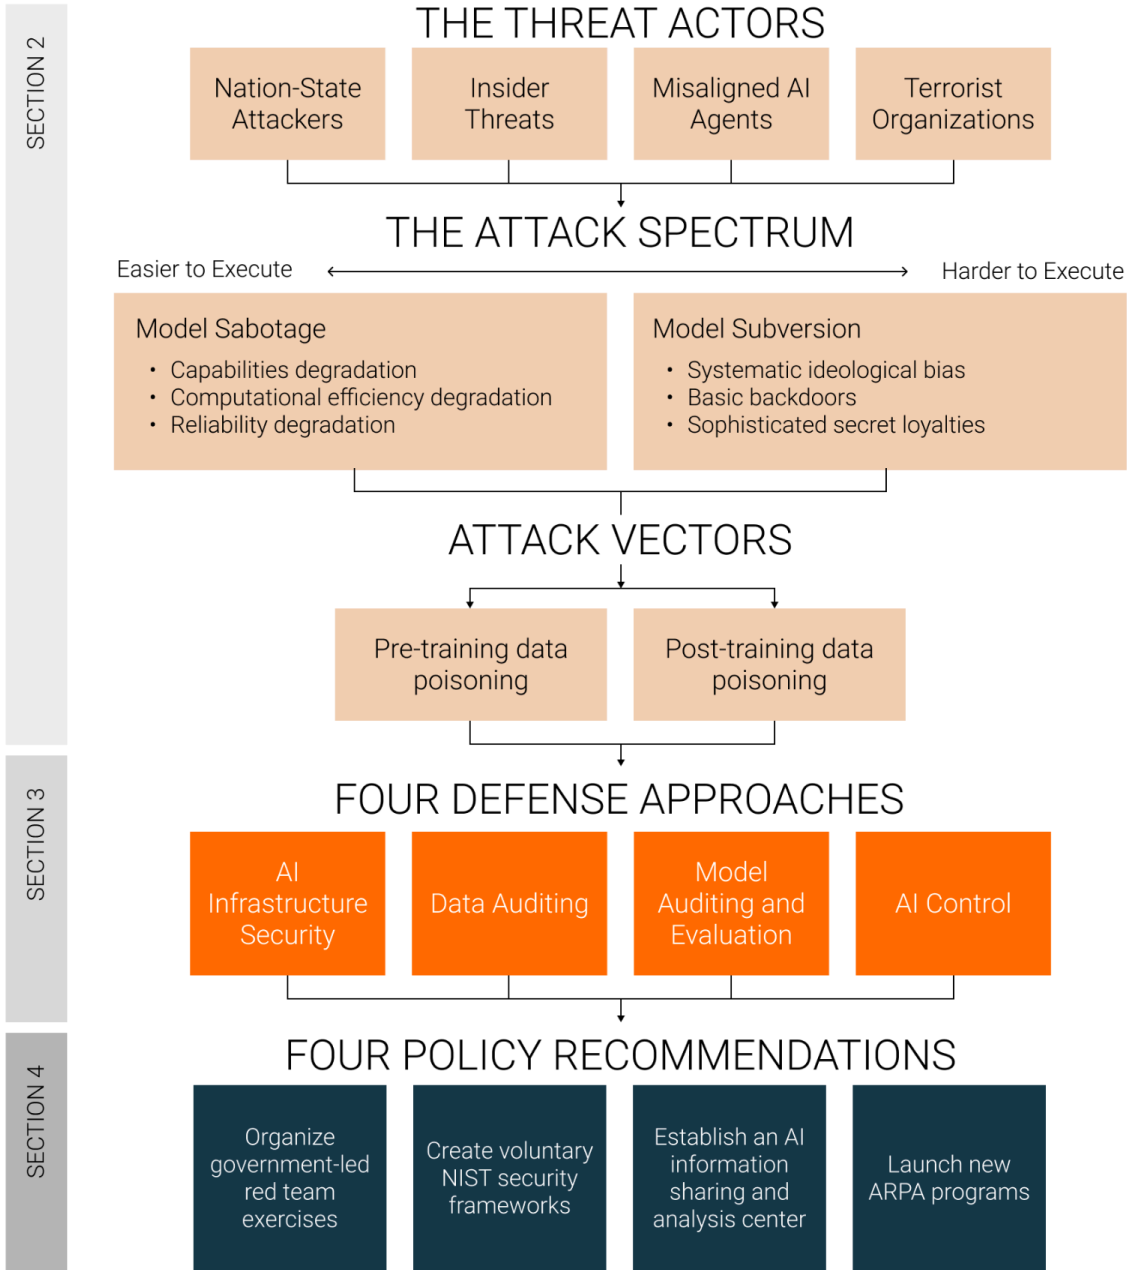 SECTION 2
THE THREAT ACTORS
Nation-State
Attackers
Insider
Threats
Misaligned AI
Agents
Terrorist
Organizations
THE ATTACK SPECTRUM
Easier to Execute
Harder to Execute
Model Sabotage
• Capabilities degradation
• Computational efficiency degradation
• Reliability degradation
Model Subversion
• Systematic ideological bias
• Basic backdoors
• Sophisticated secret loyalties
ATTACK VECTORS
Pre-training data
poisoning
Post-training data
poisoning
SECTION 3
FOUR DEFENSE APPROACHES
AI
Infrastructure
Security
Data Auditing
Model
Auditing and
Evaluation
AI Control
SECTION 4
FOUR POLICY RECOMMENDATIONS
Organize
government-led
red team
exercises
Create voluntary
NIST security
frameworks
Establish an AI
information
sharing and
analysis center
Launch new
ARPA programs